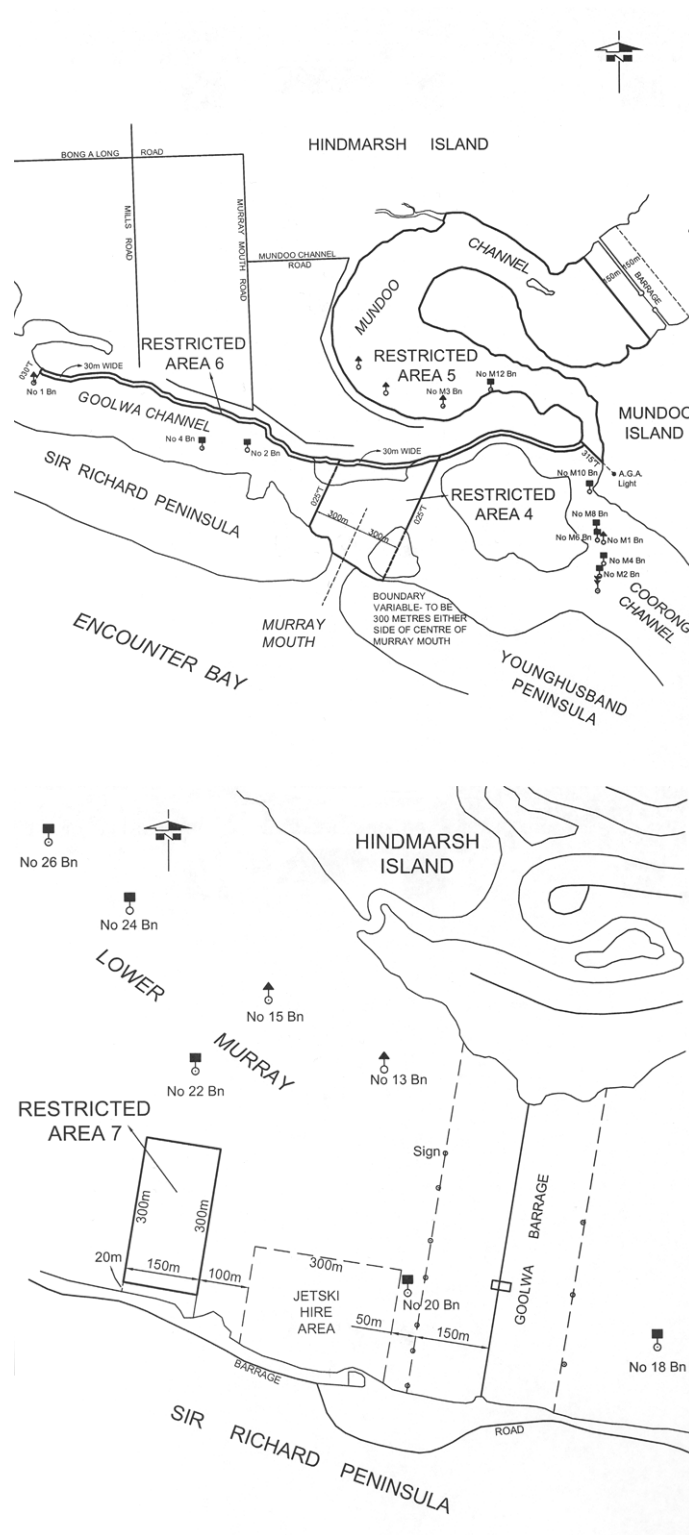 N
HINDMARSH ISLAND
BONG A LONG ROAD
MILLS
ROAD
MURRAY MOUTH ROAD
MUNDOO CHANNEL
ROAD
CHANNEL
MUNDOO
150m
150m
BARRAGE
RESTRICTED
AREA 6
RESTRICTED
AREA 5
No M12 Bn
No M3 Bn
030°T
30m WIDE
No 1 Bn
GOOLWA CHANNEL
No 4 Bn
No 2 Bn
30m WIDE
MUNDOO
ISLAND
315°T
A.G.A.
Light
No M10 Bn
SIR RICHARD PENINSULA
025°T
300m
300m
025°T
RESTRICTED
AREA 4
No M8 Bn
No M6 Bn
No M1 Bn
No M4 Bn
No M2 Bn
COORONG
CHANNEL
MURRAY
MOUTH
BOUNDARY
VARIABLE- TO BE
300 METRES EITHER
SIDE OF CENTRE OF
MURRAY MOUTH
ENCOUNTER BAY
YOUNGHUSBAND
PENINSULA
N
No 26 Bn
HINDMARSH
ISLAND
No 24 Bn
LOWER
MURRAY
No 15 Bn
No 22 Bn
No 13 Bn
RESTRICTED
AREA 7
Sign
300m
300m
20m
150m
100m
300m
JETSKI
HIRE
AREA
No 20 Bn
50m
150m
GOOLWA BARRAGE
No 18 Bn
BARRAGE
ROAD
SIR RICHARD PENINSULA